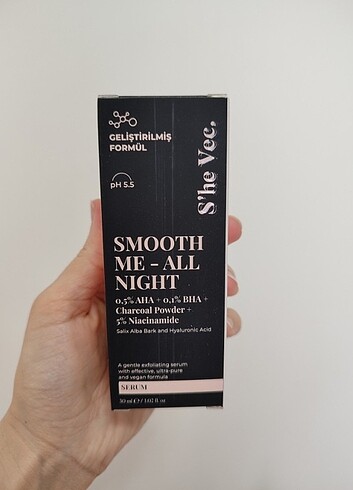 GELİŞTİRİLMİŞ
FORMÜL
pH 5.5
S'he Vec.
SMOOTH
ME - ALL
NIGHT
0,5% AHA + 0,1% BHA +
Charcoal Powder +
5% Niacinamide
Salix Alba Bark and Hyaluronic Acid
A gentle exfoliating serum
with effective, ultra-pure
and vegan formula
SERUM
30 ml ℮ / 1.01 fl oz